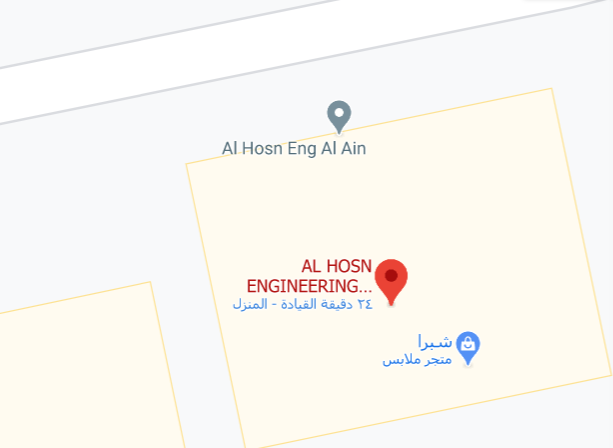 Al Hosn Eng Al Ain
AL HOSN
ENGINEERING...
٢٤ دقيقة القيادة - المنزل
شبرا
متجر ملابس